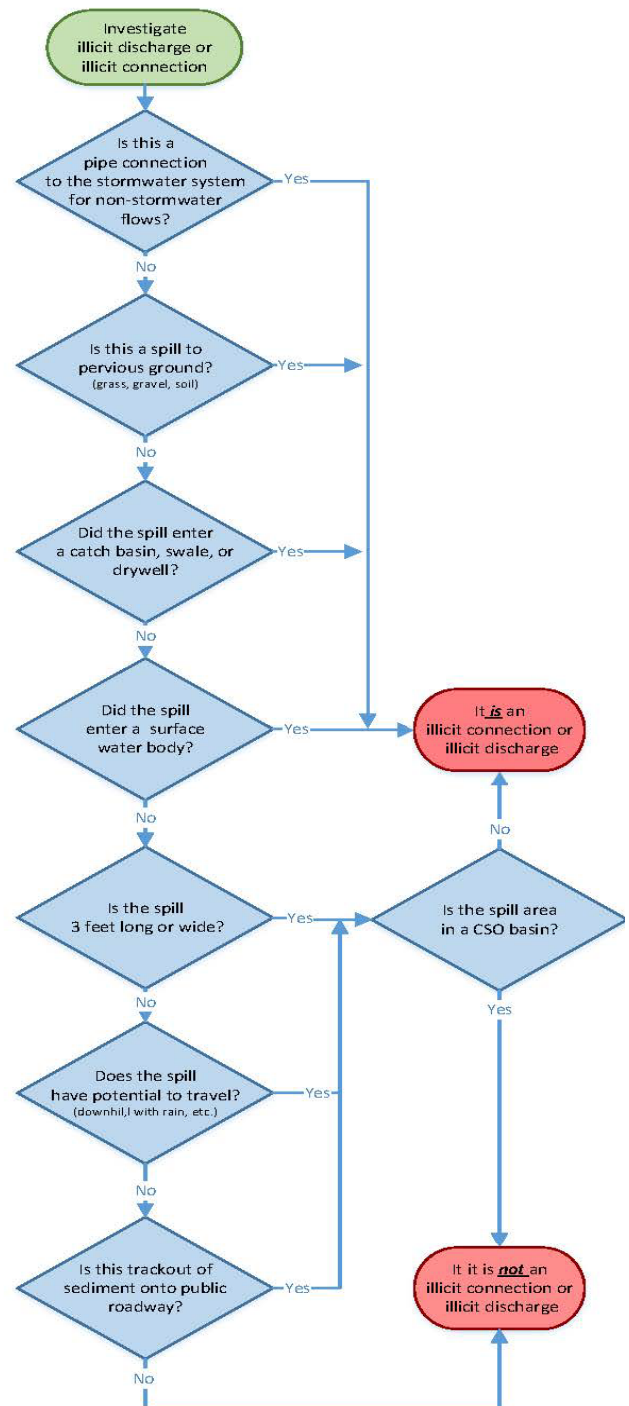 Investigate
illicit discharge or
illicit connection
Is this a
pipe connection
to the stormwater system
for non-stormwater
flows?
Yes
No
Is this a spill to
pervious ground?
(grass, gravel, soil)
Yes
No
Did the spill enter
a catch basin, swale, or
drywell?
Yes
No
Did the spill
enter a surface
water body?
Yes
It is an
illicit connection or
illicit discharge
No
No
Is the spill
3 feet long or wide?
Yes
Is the spill area
in a CSO basin?
No
Yes
Does the spill
have potential to travel?
(downhil,l with rain, etc.)
Yes
No
Is this trackout of
sediment onto public
roadway?
Yes
It it is not an
illicit connection or
illicit discharge
No